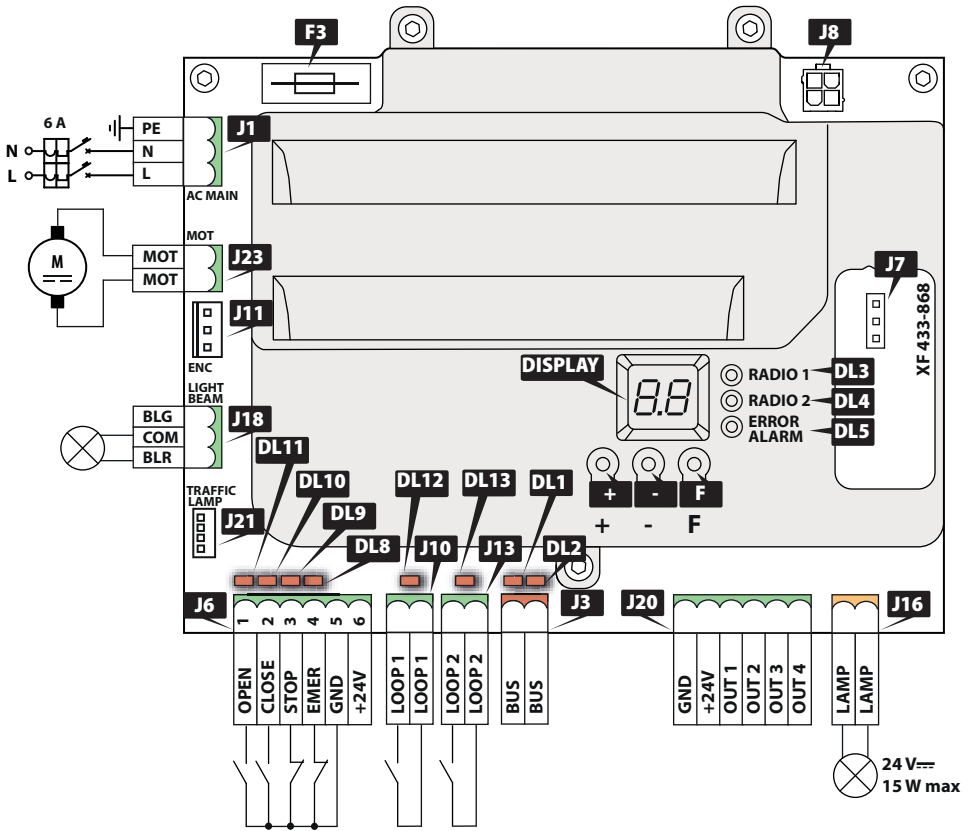 F3
J8
6 A
PE
J1
N
N
L
L
AC MAIN
MOT
MOT
J23
M
MOT
J7
J11
XF 433-868
ENC
DISPLAY
8.8
RADIO 1
DL3
LIGHT
BEAM
RADIO 2
DL4
BLG
J18
ERROR
ALARM
DL5
COM
BLR
DL11
DL10
DL12
DL13
DL1
+
-
F
TRAFFIC
LAMP
J21
DL9
+
-
F
DL8
J10
J13
DL2
J6
J3
J20
J16
1
2
3
4
5
6
OPEN
CLOSE
STOP
EMER
GND
+24V
LOOP 1
LOOP 1
LOOP 2
LOOP 2
BUS
BUS
GND
+24V
OUT 1
OUT 2
OUT 3
OUT 4
LAMP
LAMP
24 V
15 W max